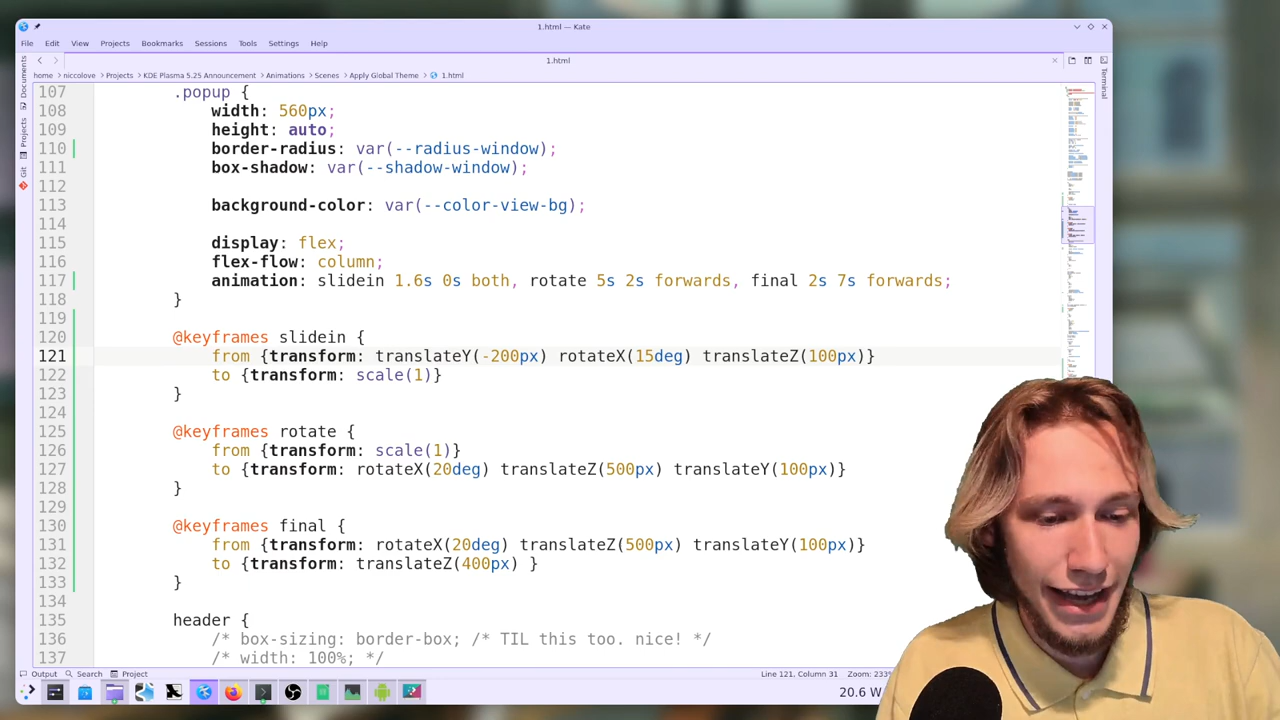 1.html — Kate
File Edit View Projects Bookmarks Sessions Tools Settings Help
1.html
home niccolove Projects KDE Plasma 5.25 Announcement Animations Scenes Apply Global Theme 1.html
Documents
Projects
Git
Terminal
107 .popup {
108 width: 560px;
109 height: auto;
110 border-radius: var(--radius-window);
111 box-shadow: var(--shadow-window);
112
113 background-color: var(--color-view-bg);
114
115 display: flex;
116 flex-flow: column;
117 animation: slidein 1.6s 0s both, rotate 5s 2s forwards, final 2s 7s forwards;
118 }
119
120 @keyframes slidein {
121 from {transform: translateY(-200px) rotateX(15deg) translateZ(100px)}
122 to {transform: scale(1)}
123 }
124
125 @keyframes rotate {
126 from {transform: scale(1)}
127 to {transform: rotateX(20deg) translateZ(500px) translateY(100px)}
128 }
129
130 @keyframes final {
131 from {transform: rotateX(20deg) translateZ(500px) translateY(100px)}
132 to {transform: translateZ(400px) }
133 }
134
135 header {
136 /* box-sizing: border-box; /* TIL this too. nice! */
137 /* width: 100%; */
Output Search Project Line 121, Column 31 Zoom: 233%
20.6 W